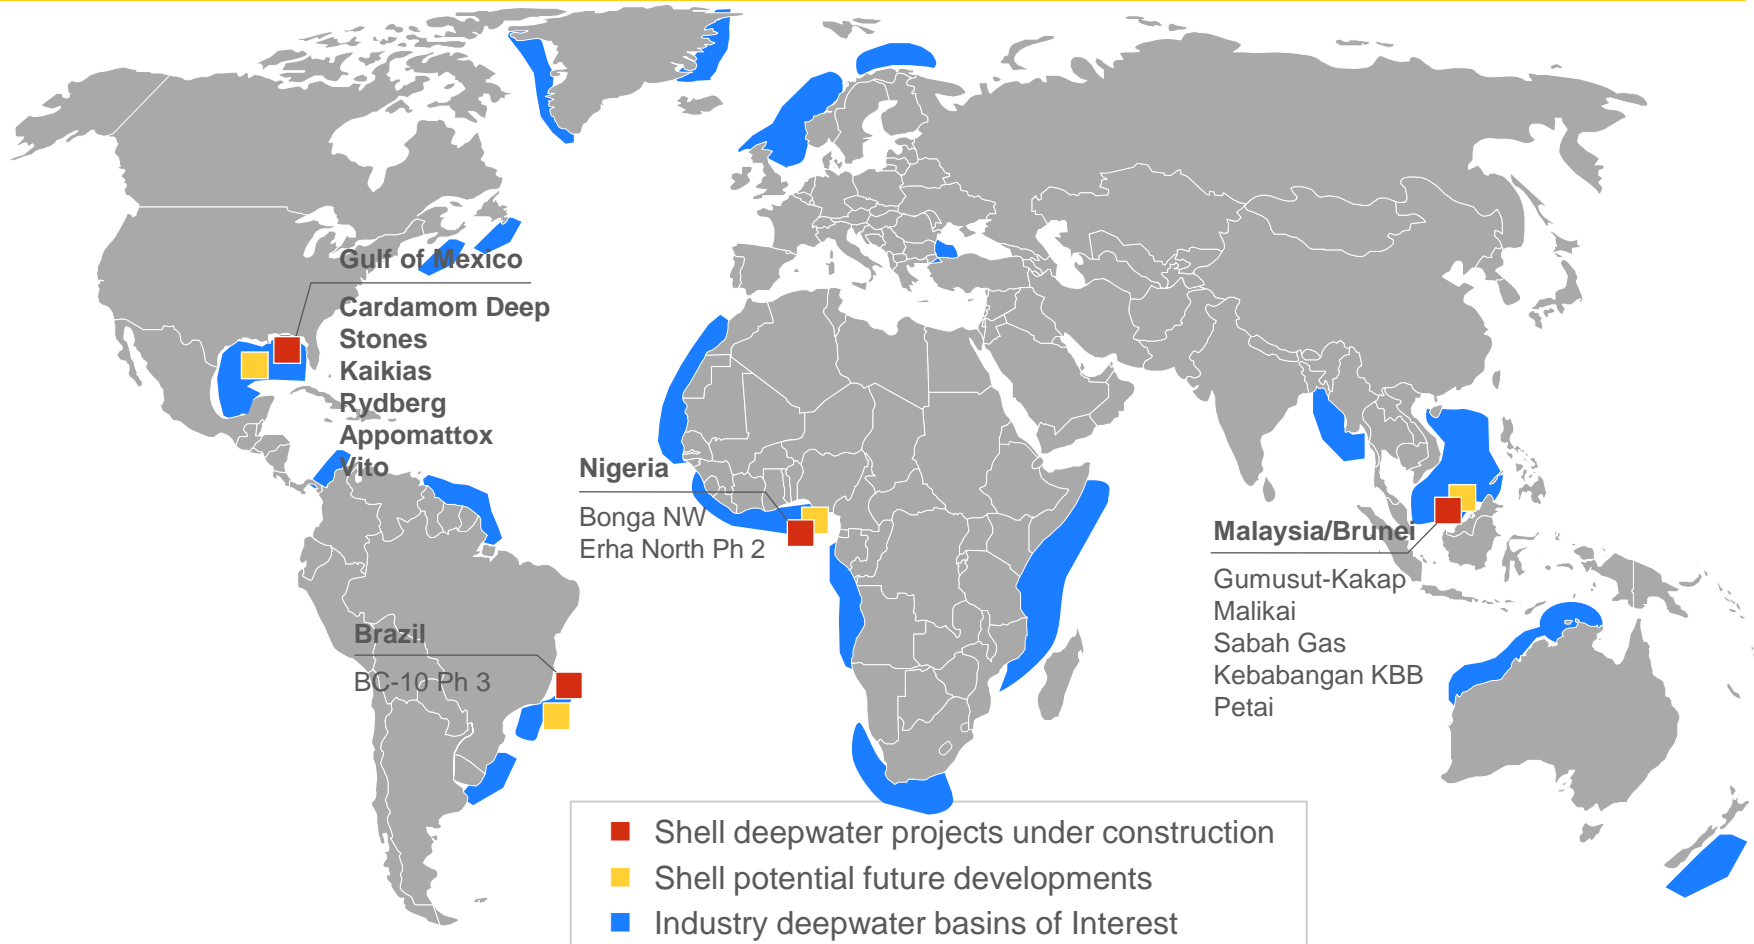 Gulf of Mexico
Cardamom Deep
Stones
Kaikias
Rydberg
Appomattox
Vito
Nigeria
Bonga NW
Erha North Ph 2
Malaysia/Brunei
Gumusut-Kakap
Malikai
Sabah Gas
Kebabangan KBB
Petai
Brazil
BC-10 Ph 3
Shell deepwater projects under construction
Shell potential future developments
Industry deepwater basins of Interest